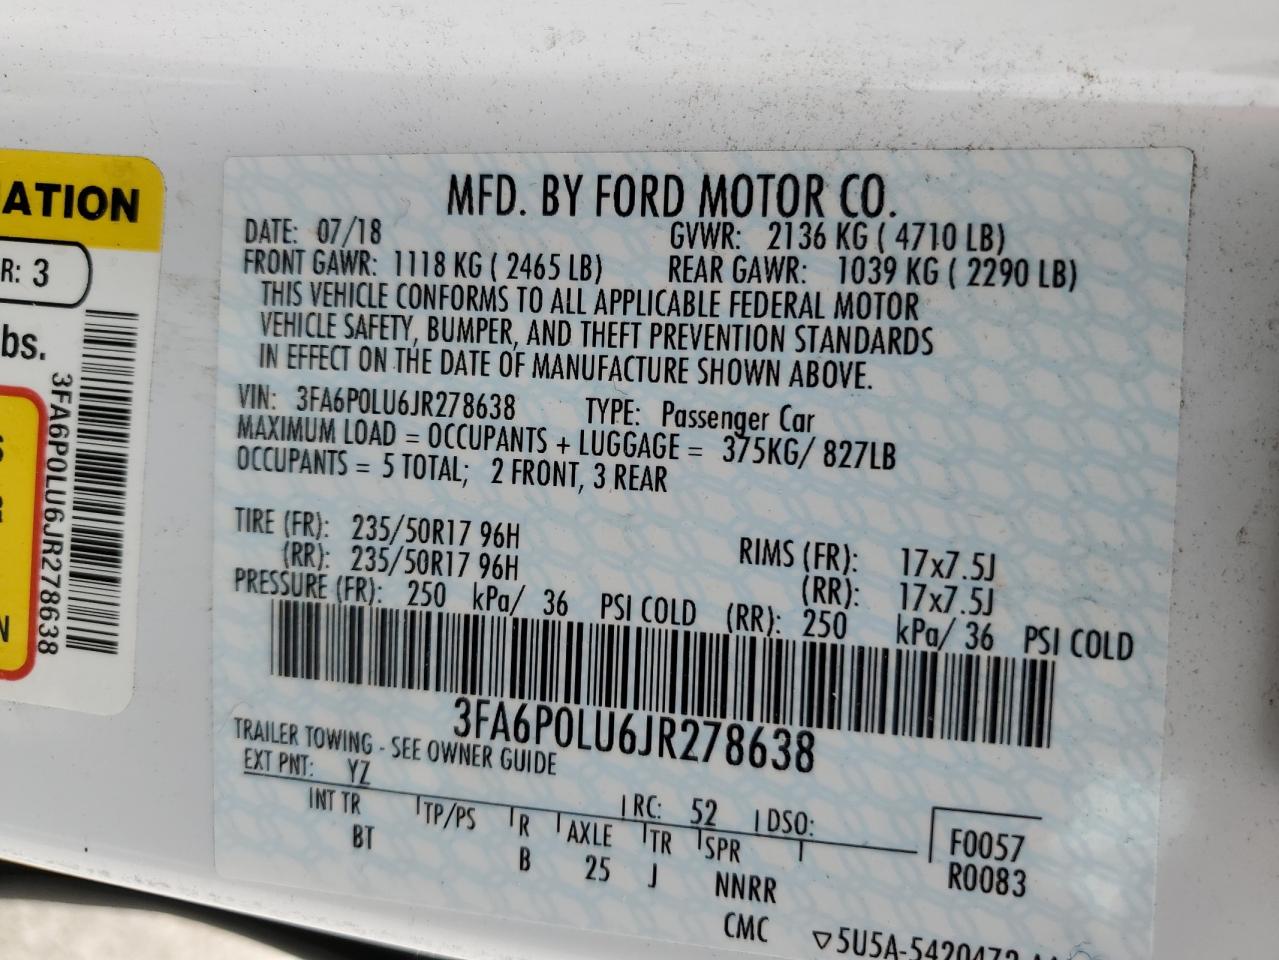 ATION
R: 3
bs.
S
N
3FA6P0LU6JR278638
MFD. BY FORD MOTOR CO.
DATE: 07/18 GVWR: 2136 KG ( 4710 LB)
FRONT GAWR: 1118 KG ( 2465 LB) REAR GAWR: 1039 KG ( 2290 LB)
THIS VEHICLE CONFORMS TO ALL APPLICABLE FEDERAL MOTOR
VEHICLE SAFETY, BUMPER, AND THEFT PREVENTION STANDARDS
IN EFFECT ON THE DATE OF MANUFACTURE SHOWN ABOVE.
VIN: 3FA6P0LU6JR278638 TYPE: Passenger Car
MAXIMUM LOAD = OCCUPANTS + LUGGAGE = 375KG/ 827LB
OCCUPANTS = 5 TOTAL; 2 FRONT, 3 REAR
TIRE (FR): 235/50R17 96H RIMS (FR): 17x7.5J
(RR): 235/50R17 96H (RR): 17x7.5J
PRESSURE (FR): 250 kPa/ 36 PSI COLD (RR): 250 kPa/ 36 PSI COLD
3FA6P0LU6JR278638
TRAILER TOWING - SEE OWNER GUIDE
EXT PNT: YZ RC: 52 DSO:
INT TR TP/PS R AXLE TR SPR
BT B 25 J NNRR
F0057
R0083
CMC 5U5A-5420472